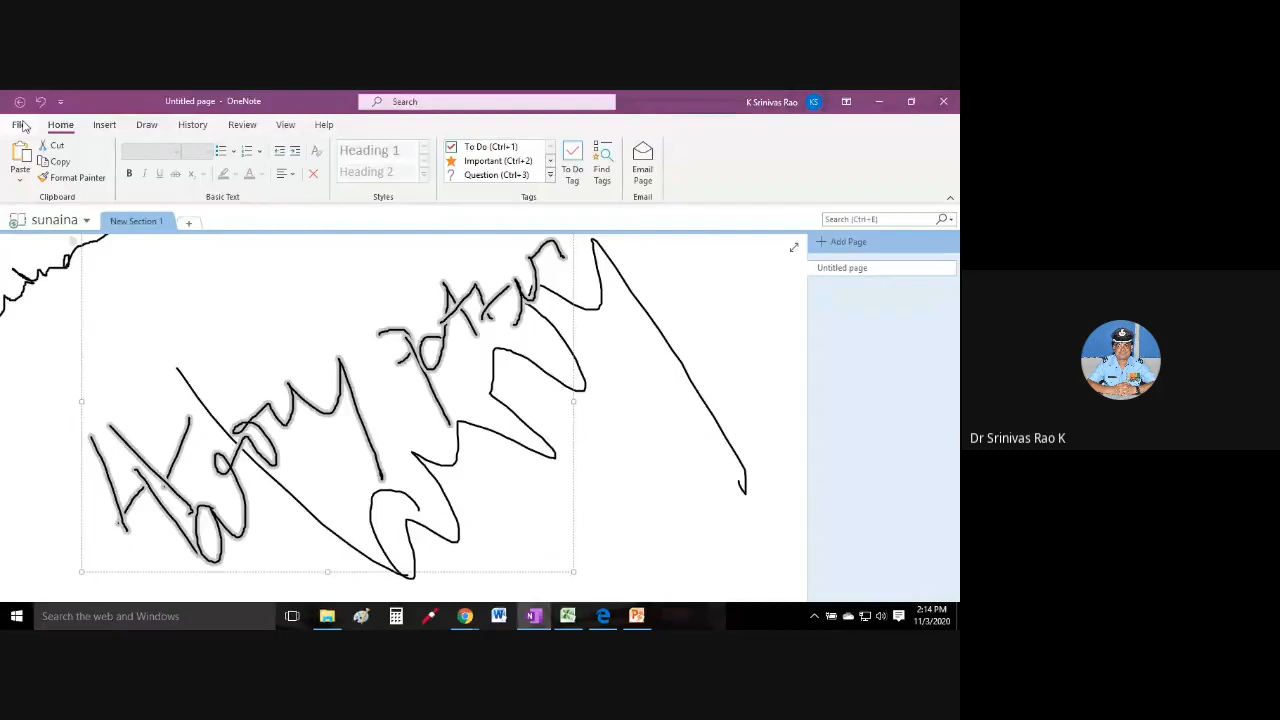 Untitled page - OneNote
Search
K Srinivas Rao
KS
File
Home
Insert
Draw
History
Review
View
Help
Paste
Cut
Copy
Format Painter
Clipboard
B
I
U
ab
x
A
Basic Text
Heading 1
Heading 2
Styles
To Do (Ctrl+1)
Important (Ctrl+2)
Question (Ctrl+3)
Tags
To Do
Tag
Find
Tags
Email
Page
Email
sunaina
New Section 1
+
Search (Ctrl+E)
Add Page
Untitled page
Dr Srinivas Rao K
Search the web and Windows
2:14 PM
11/3/2020